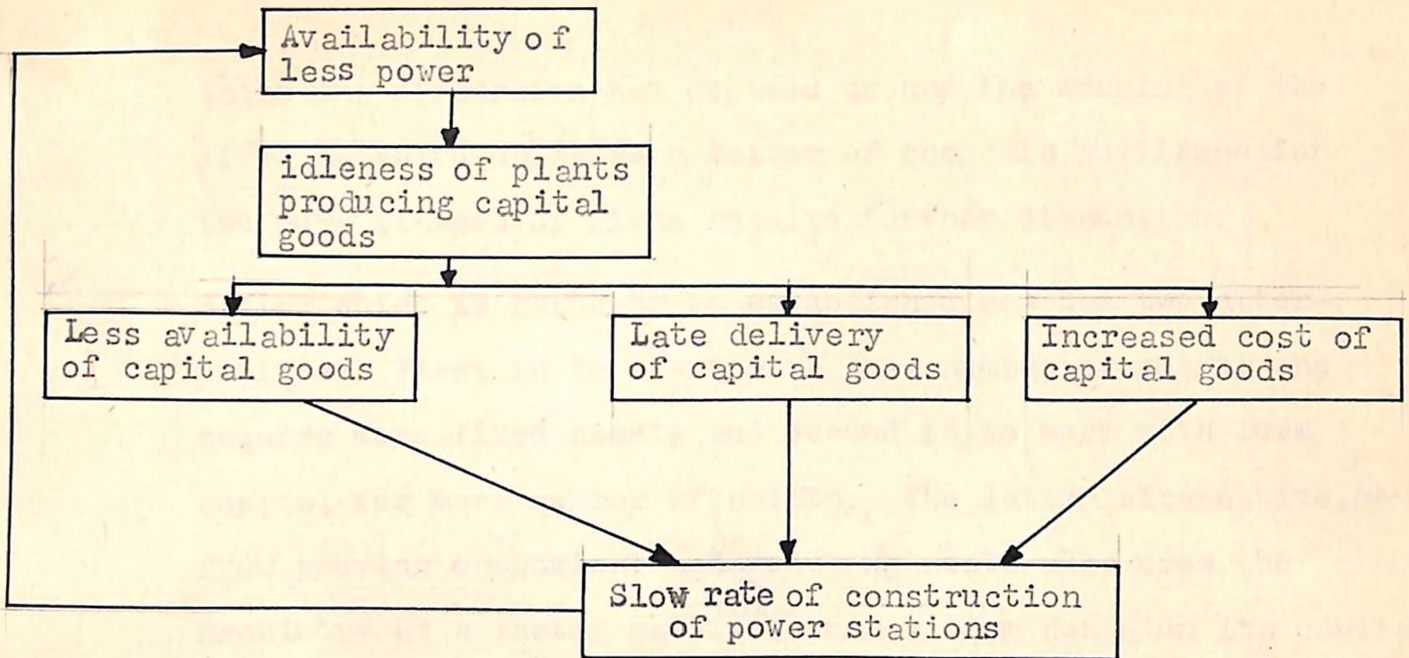 Availability of
less power
idleness of plants
producing capital
goods
Less availability
of capital goods
Late delivery
of capital goods
Increased cost of
capital goods
Slow rate of construction
of power stations